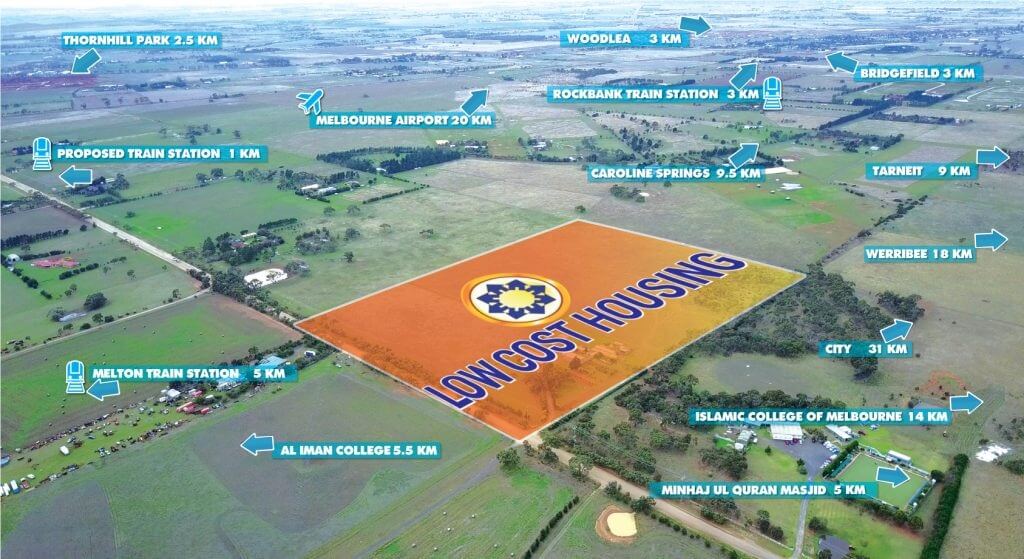 THORNHILL PARK 2.5 KM
WOODLEA 3 KM
BRIDGEFIELD 3 KM
ROCKBANK TRAIN STATION 3 KM
MELBOURNE AIRPORT 20 KM
PROPOSED TRAIN STATION 1 KM
CAROLINE SPRINGS 9.5 KM
TARNEIT 9 KM
WERRIBEE 18 KM
LOW COST HOUSING
CITY 31 KM
MELTON TRAIN STATION 5 KM
ISLAMIC COLLEGE OF MELBOURNE 14 KM
AL IMAN COLLEGE 5.5 KM
MINHAJ UL QURAN MASJID 5 KM